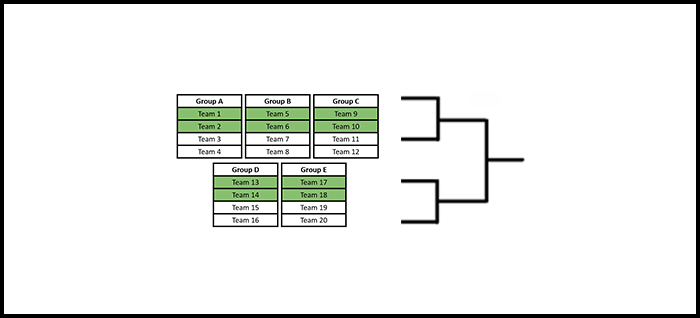 Group A
Team 1
Team 2
Team 3
Team 4
Group B
Team 5
Team 6
Team 7
Team 8
Group C
Team 9
Team 10
Team 11
Team 12
Group D
Team 13
Team 14
Team 15
Team 16
Group E
Team 17
Team 18
Team 19
Team 20